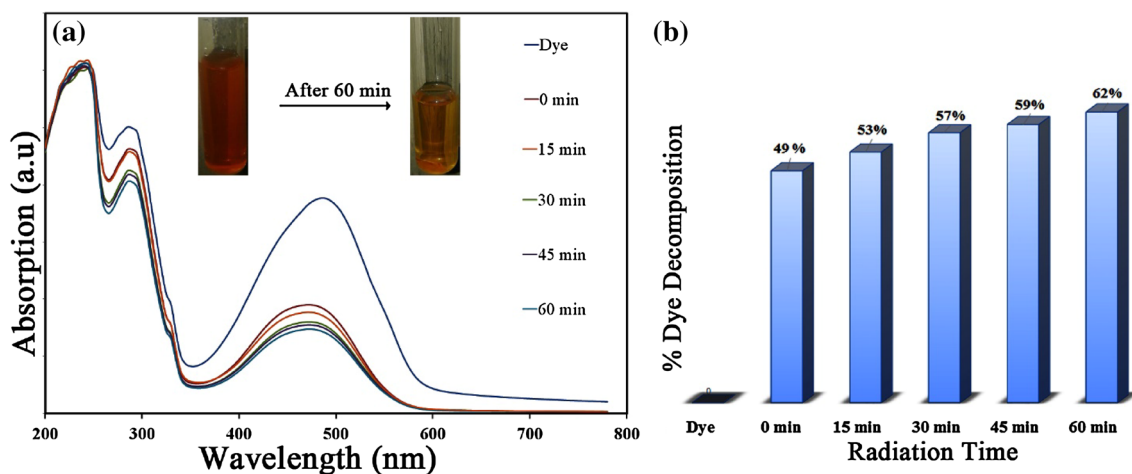 (a)
Absorption (a.u)
After 60 min
Dye
0 min
15 min
30 min
45 min
60 min
200 300 400 500 600 700 800
Wavelength (nm)
(b)
% Dye Decomposition
0
49 %
53%
57%
59%
62%
Dye 0 min 15 min 30 min 45 min 60 min
Radiation Time